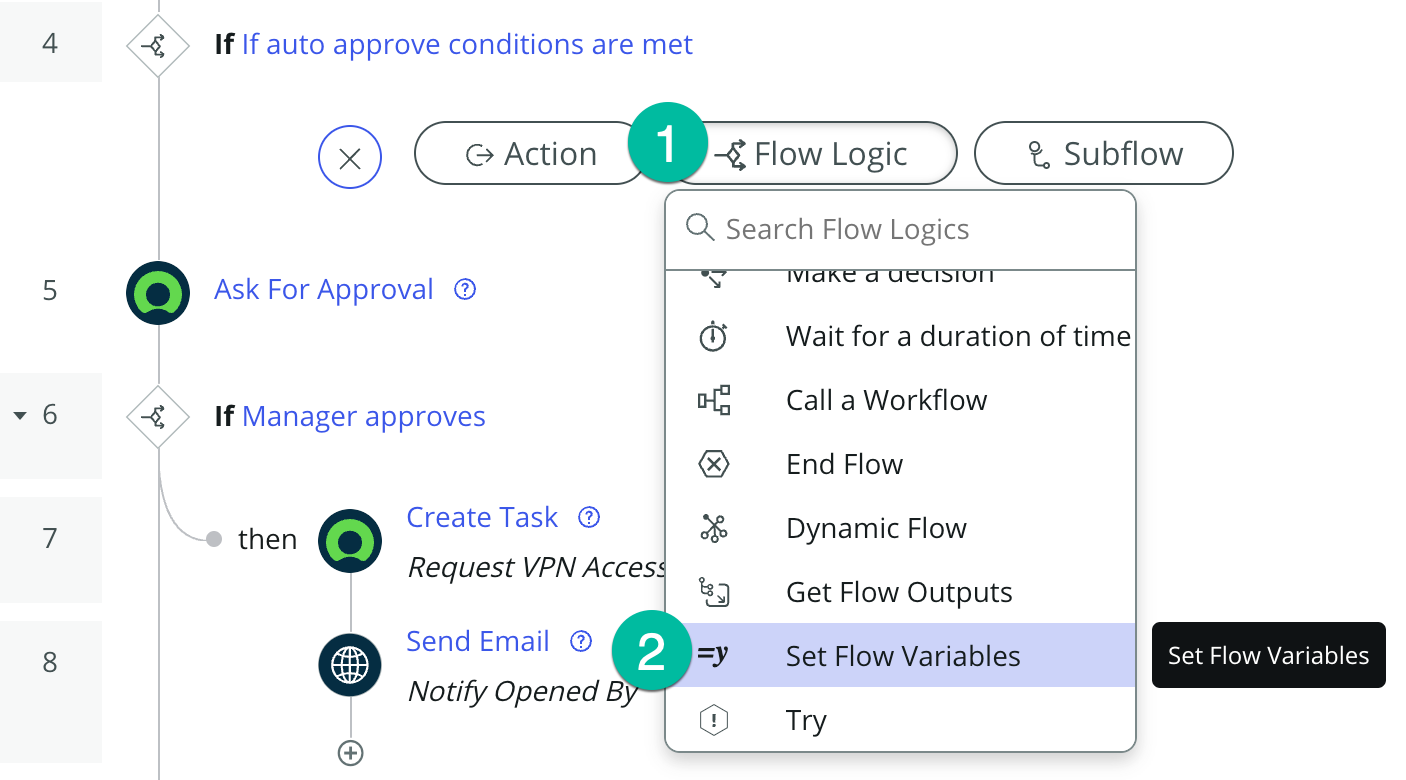 4
If If auto approve conditions are met
Action
1
Flow Logic
Subflow
Search Flow Logics
Make a decision
5
Ask For Approval
Wait for a duration of time
Call a Workflow
6
If Manager approves
End Flow
7
then
Create Task
Request VPN Access
Dynamic Flow
Get Flow Outputs
8
Send Email
Notify Opened By
2
=y
Set Flow Variables
Set Flow Variables
Try